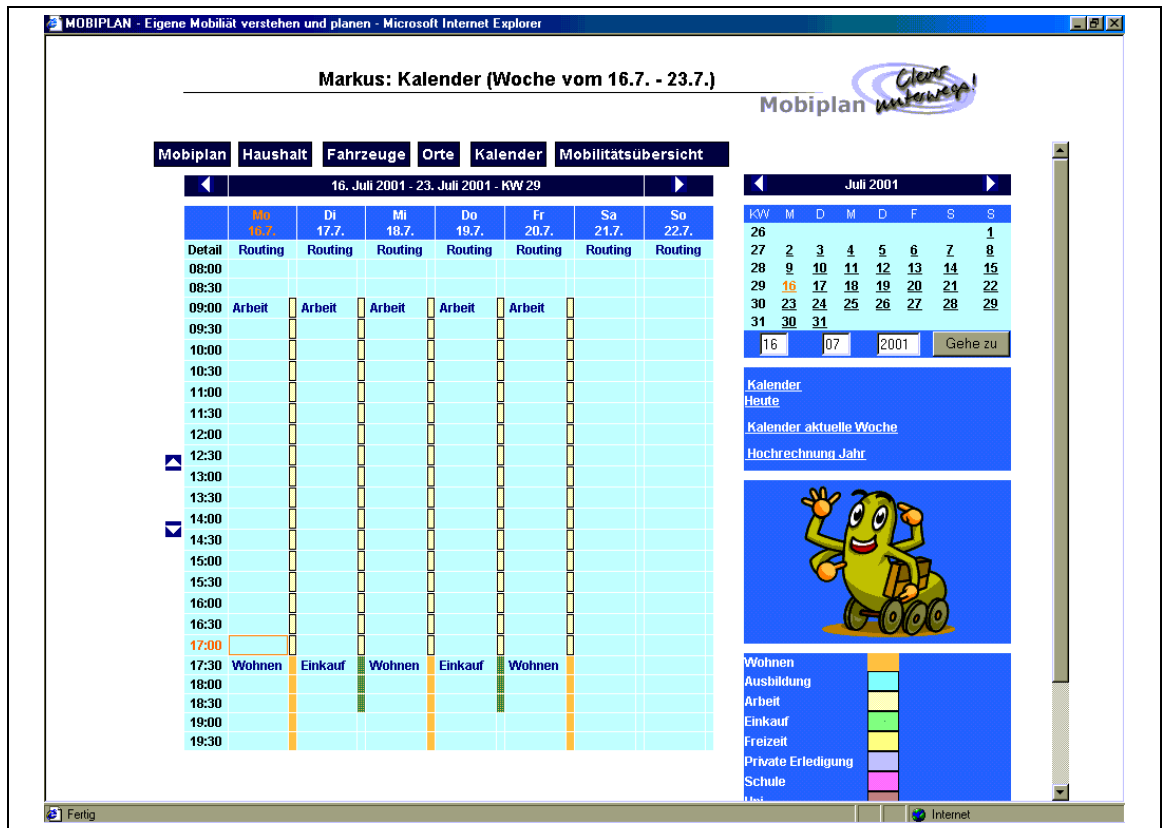 MOBIPLAN - Eigene Mobiliät verstehen und planen - Microsoft Internet Explorer
Markus: Kalender (Woche vom 16.7. - 23.7.)
Mobiplan
Clever
unterwegs!
Mobiplan Haushalt Fahrzeuge Orte Kalender Mobilitätsübersicht
16. Juli 2001 - 23. Juli 2001 - KW 29
Mo Di Mi Do Fr Sa So
16.7. 17.7. 18.7. 19.7. 20.7. 21.7. 22.7.
Detail Routing Routing Routing Routing Routing Routing Routing
08:00
08:30
09:00 Arbeit Arbeit Arbeit Arbeit Arbeit
09:30
10:00
10:30
11:00
11:30
12:00
12:30
13:00
13:30
14:00
14:30
15:00
15:30
16:00
16:30
17:00
17:30 Wohnen Einkauf Wohnen Einkauf Wohnen
18:00
18:30
19:00
19:30
Juli 2001
KW M D M D F S S
26 1
27 2 3 4 5 6 7 8
28 9 10 11 12 13 14 15
29 16 17 18 19 20 21 22
30 23 24 25 26 27 28 29
31 30 31
16 07 2001 Gehe zu
Kalender
Heute
Kalender aktuelle Woche
Hochrechnung Jahr
Wohnen
Ausbildung
Arbeit
Einkauf
Freizeit
Private Erledigung
Schule
Uni
Fertig
Internet